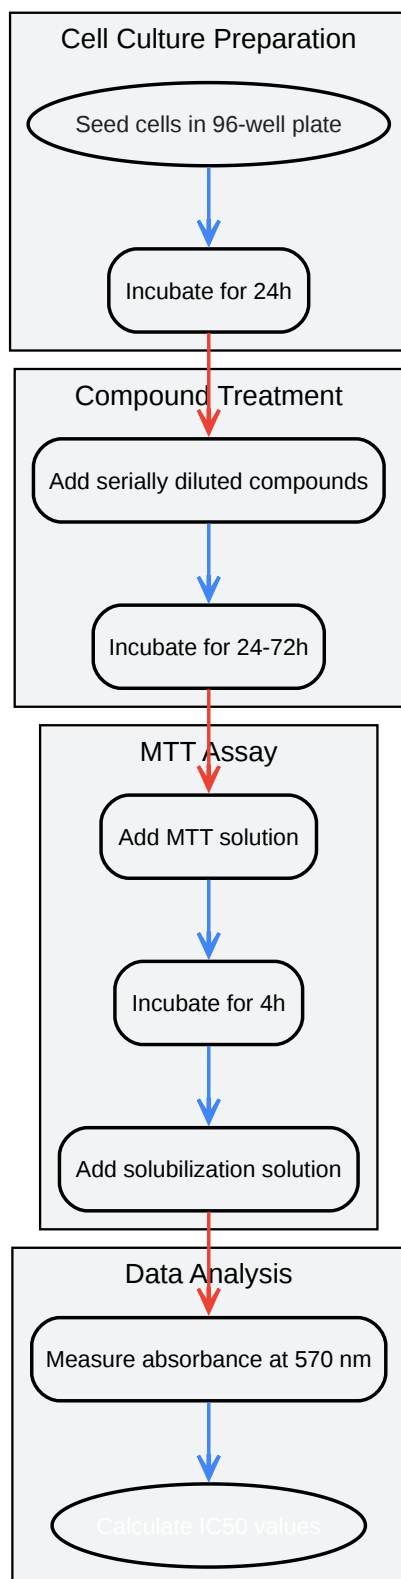 Cell Culture Preparation
Seed cells in 96-well plate
Incubate for 24h
Compound Treatment
Add serially diluted compounds
Incubate for 24-72h
MTT Assay
Add MTT solution
Incubate for 4h
Add solubilization solution
Data Analysis
Measure absorbance at 570 nm
Calculate IC50 values